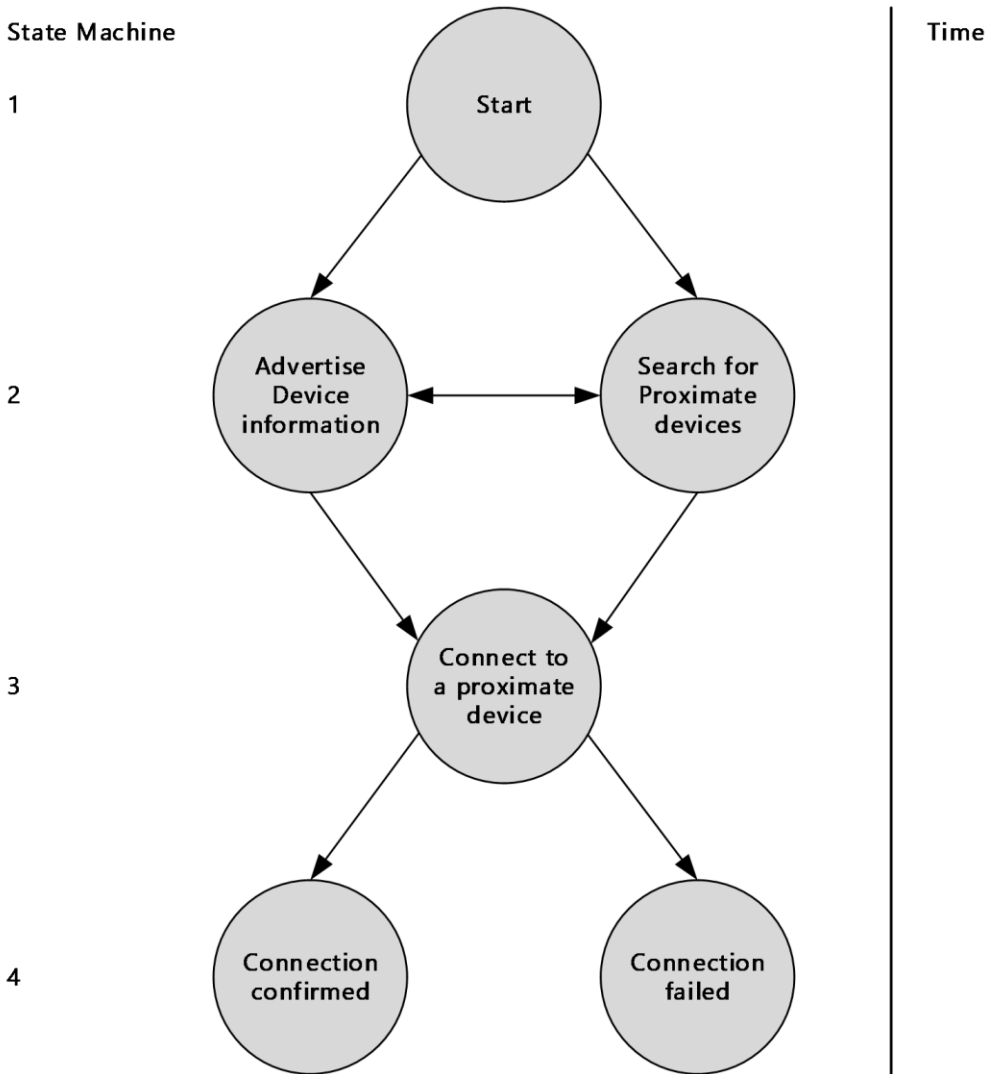 State Machine
Time
1
Start
2
Advertise
Device
information
Search for
Proximate
devices
3
Connect to
a proximate
device
4
Connection
confirmed
Connection
failed